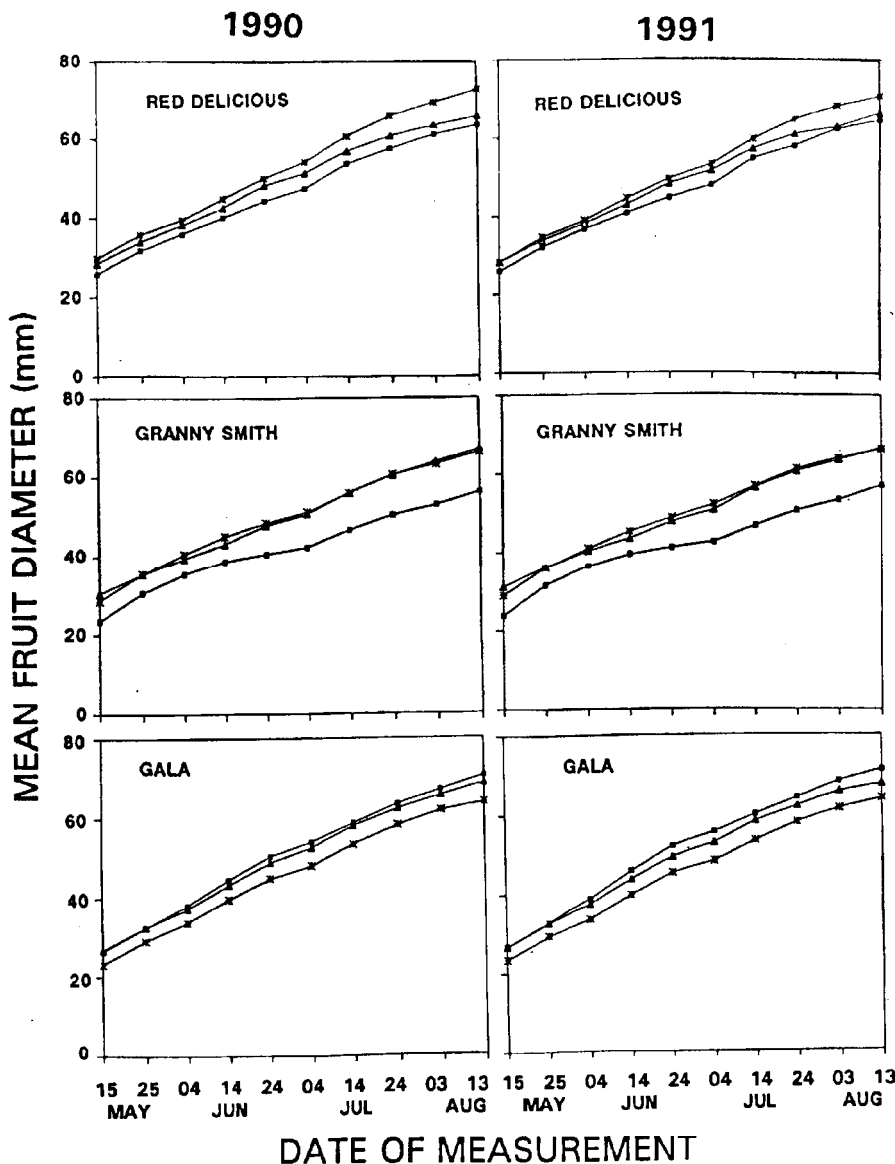 1990
1991
MEAN FRUIT DIAMETER (mm)
80
60
40
20
0
RED DELICIOUS
RED DELICIOUS
80
60
40
20
0
GRANNY SMITH
GRANNY SMITH
80
60
40
20
0
GALA
GALA
15 25 04 14 24 04 14 24 03 13
MAY JUN JUL AUG
15 25 04 14 24 04 14 24 03 13
MAY JUN JUL AUG
DATE OF MEASUREMENT